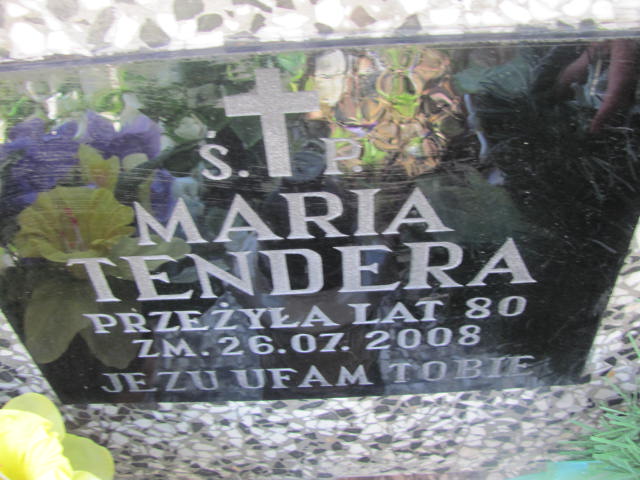 Ś. P.
MARIA
TENDERA
PRZEŻYŁA LAT 80
ZM. 26.07. 2008
JEZU UFAM TOBIE